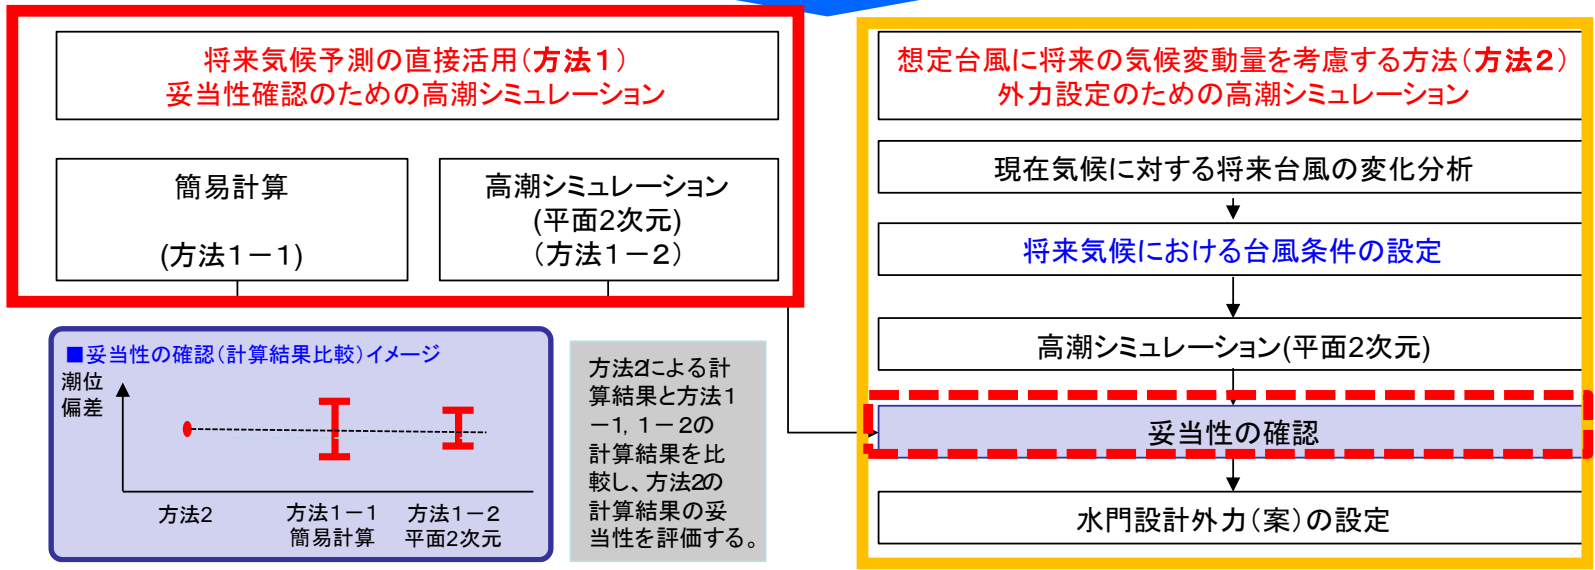 将来気候予測の直接活用(方法1)
妥当性確認のための高潮シミュレーション
簡易計算
(方法1-1)
高潮シミュレーション
(平面2次元)
(方法1-2)
■妥当性の確認(計算結果比較)イメージ
潮位
偏差
方法2
方法1-1
簡易計算
方法1-2
平面2次元
方法2による計
算結果と方法1
-1,1-2の
計算結果を比
較し、方法2の
計算結果の妥
当性を評価する。
想定台風に将来の気候変動量を考慮する方法(方法2)
外力設定のための高潮シミュレーション
現在気候に対する将来台風の変化分析
将来気候における台風条件の設定
高潮シミュレーション(平面2次元)
妥当性の確認
水門設計外力(案)の設定